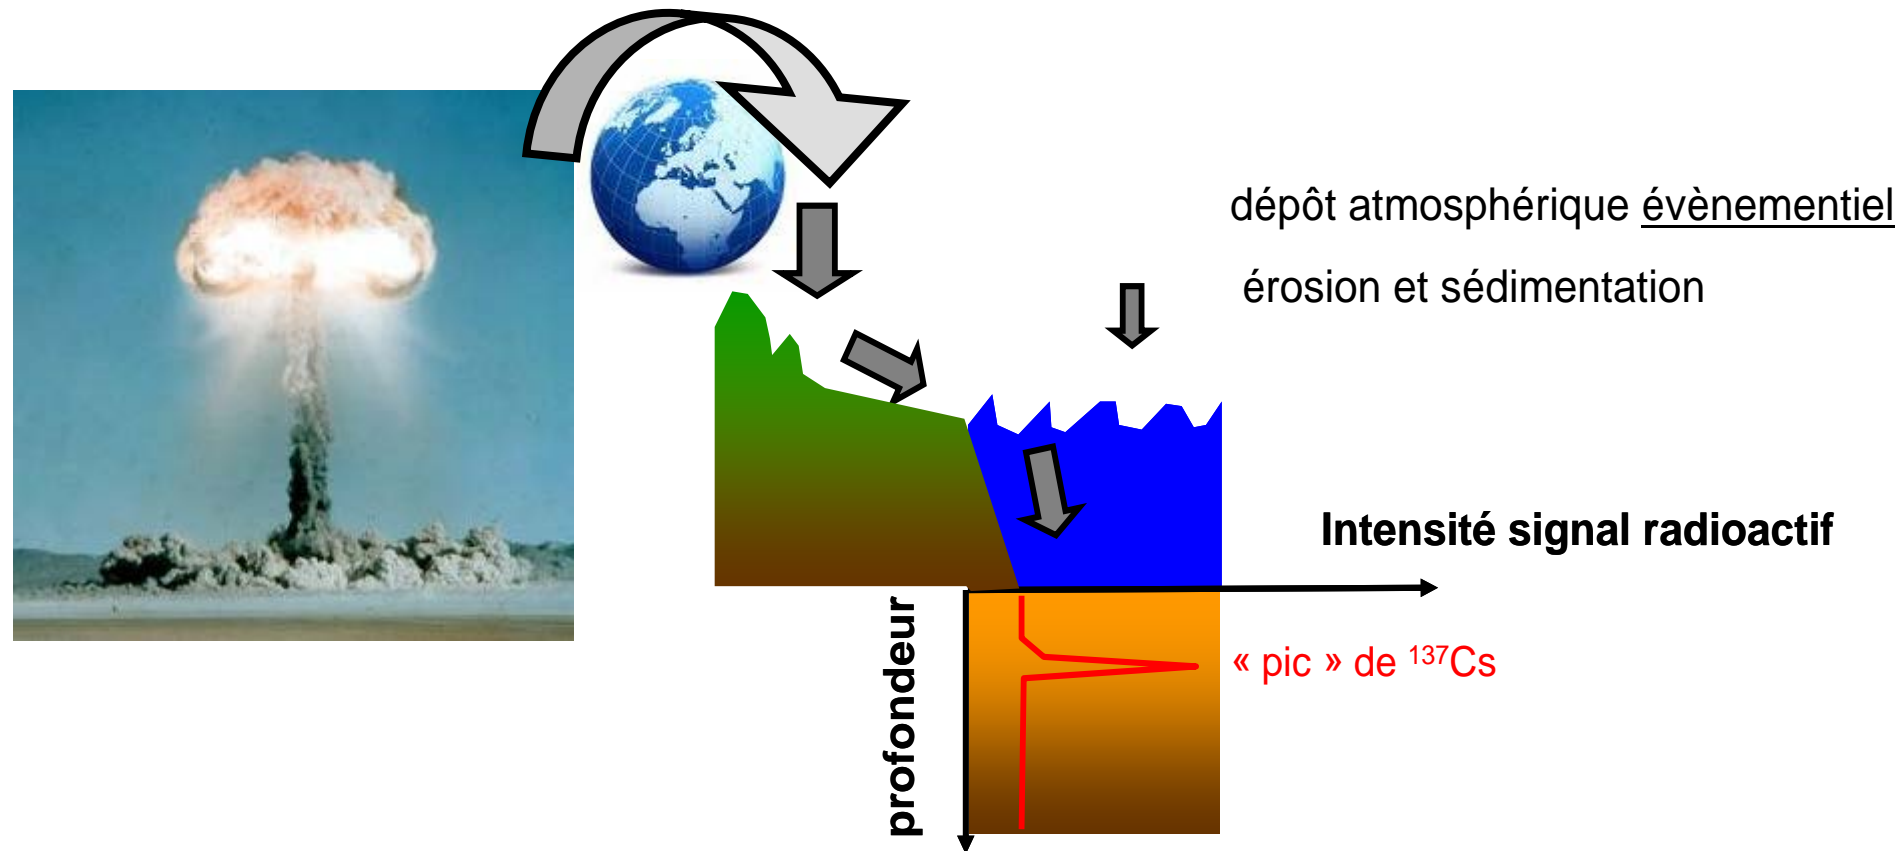 dépôt atmosphérique évènementiel
érosion et sédimentation
Intensité signal radioactif
profondeur
« pic » de ¹³⁷Cs